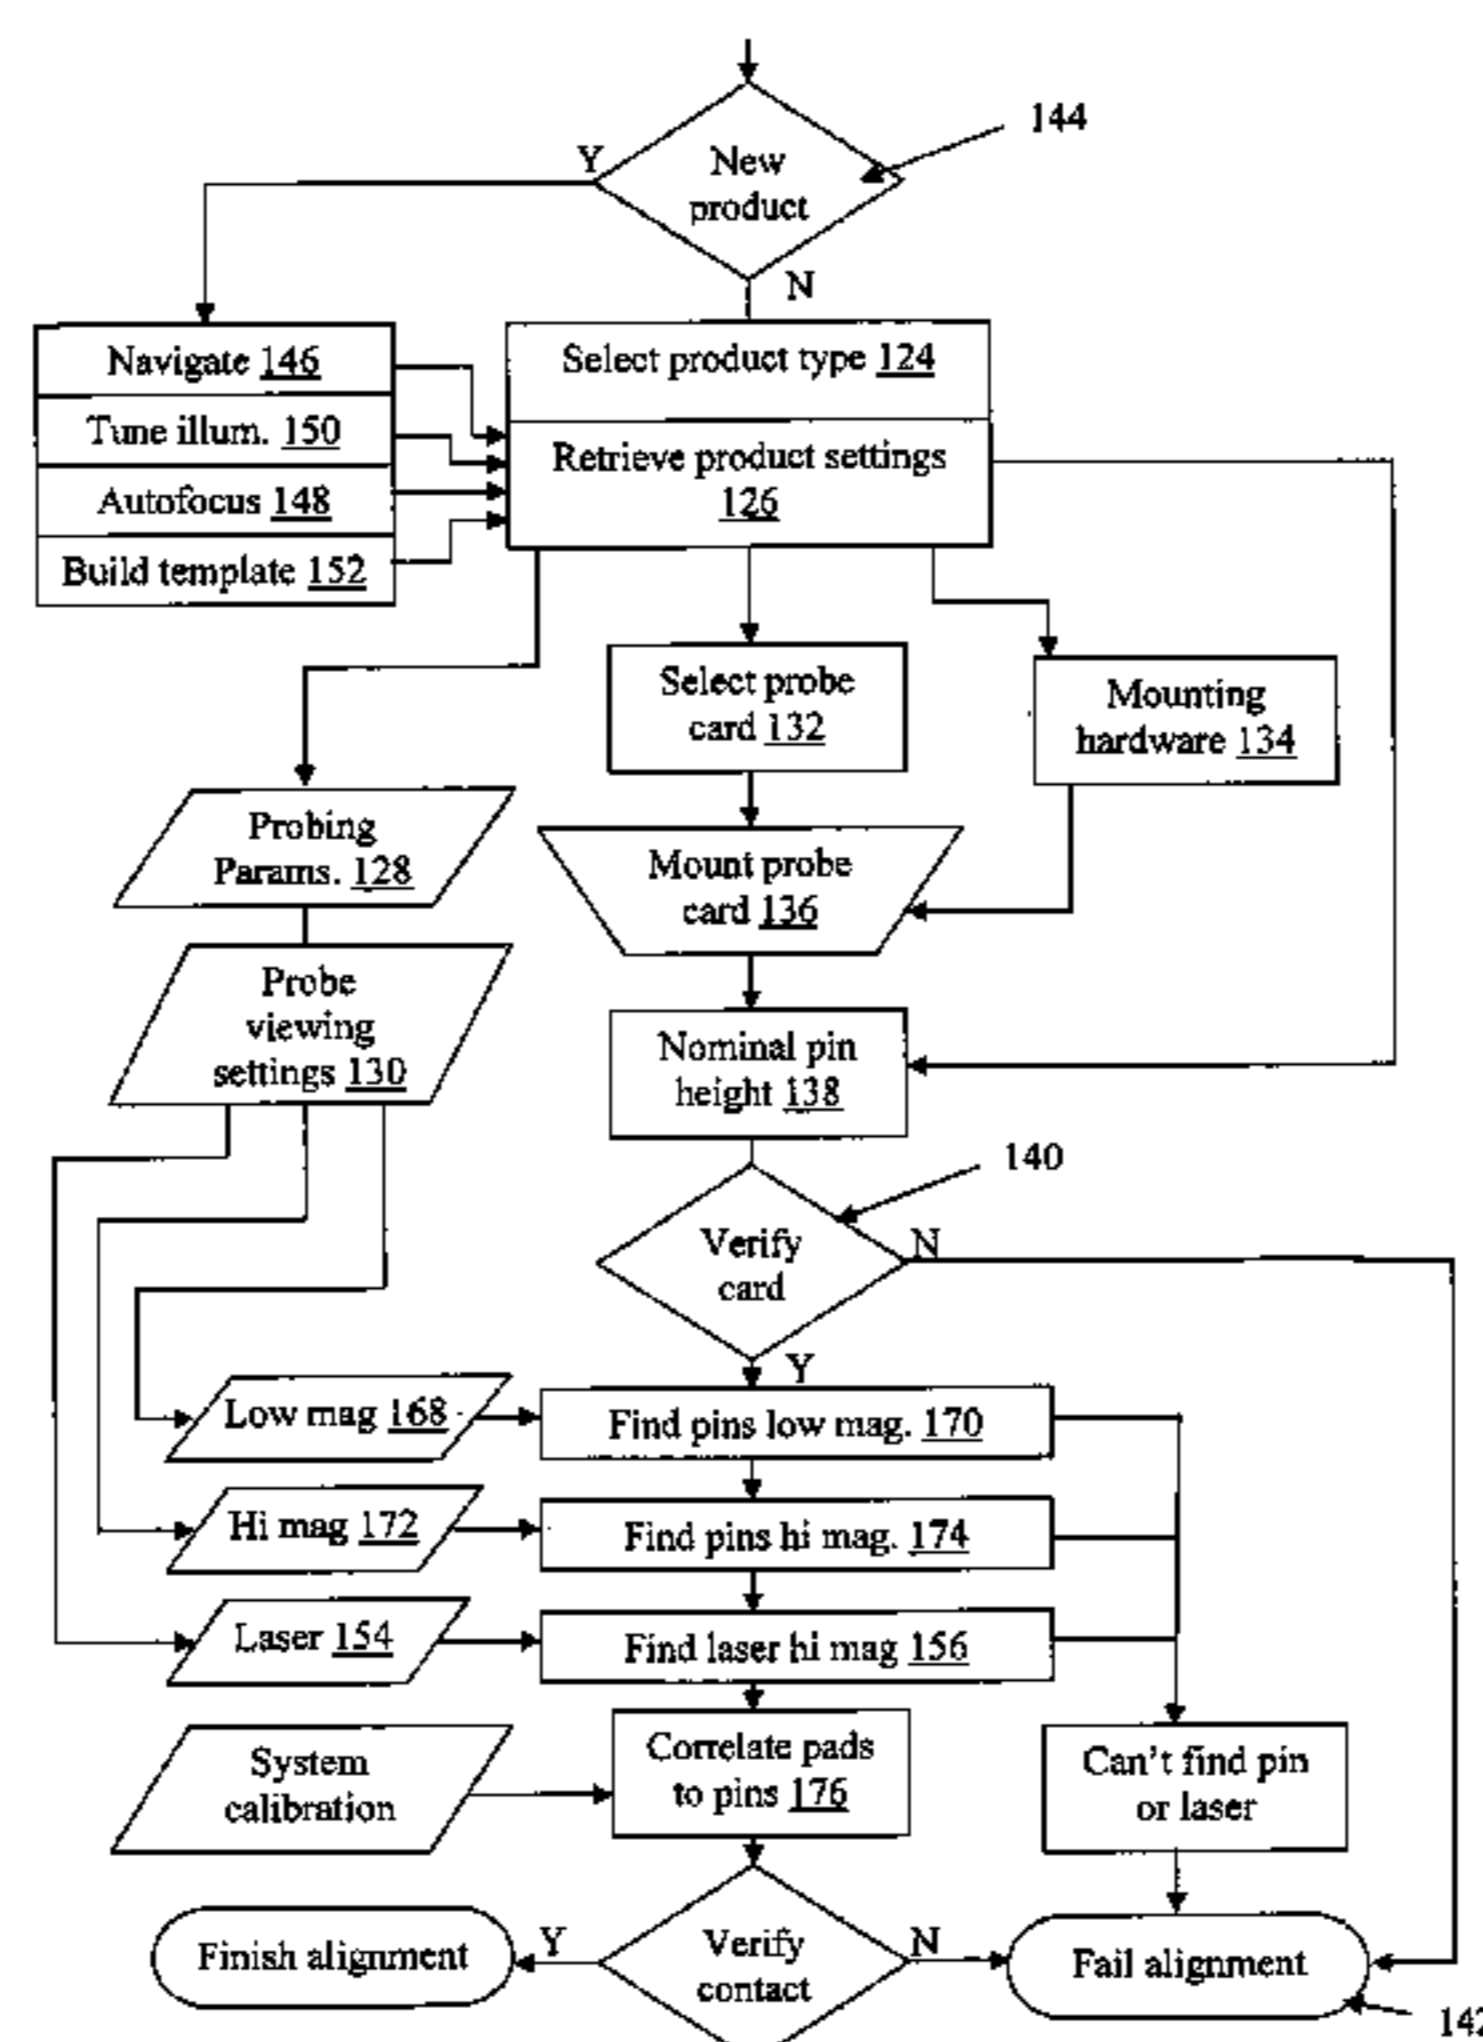 144
Y
New
product
N
Navigate 146
Tune illum. 150
Autofocus 148
Build template 152
Select product type 124
Retrieve product settings
126
Select probe
card 132
Mounting
hardware 134
Probing
Params. 128
Mount probe
card 136
Probe
viewing
settings 130
Nominal pin
height 138
140
Verify
card
N
Y
Low mag 168
Find pins low mag. 170
Hi mag 172
Find pins hi mag. 174
Laser 154
Find laser hi mag 156
System
calibration
Correlate pads
to pins 176
Can't find pin
or laser
Finish alignment
Y
Verify
contact
N
Fail alignment
142